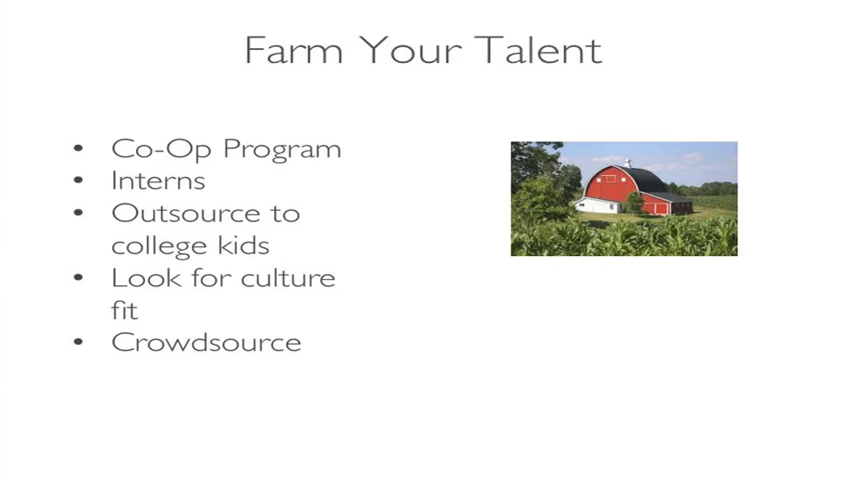 Farm Your Talent
• Co-Op Program
• Interns
• Outsource to
college kids
• Look for culture
fit
• Crowdsource